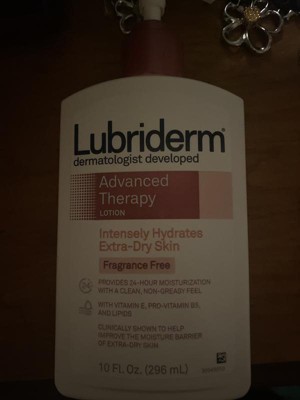 Lubriderm®
dermatologist developed
Advanced
Therapy
LOTION
Intensely Hydrates
Extra-Dry Skin
Fragrance Free
24
PROVIDES 24-HOUR MOISTURIZATION
WITH A CLEAN, NON-GREASY FEEL
WITH VITAMIN E, PRO-VITAMIN B5,
AND LIPIDS
CLINICALLY SHOWN TO HELP
IMPROVE THE MOISTURE BARRIER
OF EXTRA-DRY SKIN
10 FL Oz. (296 mL)